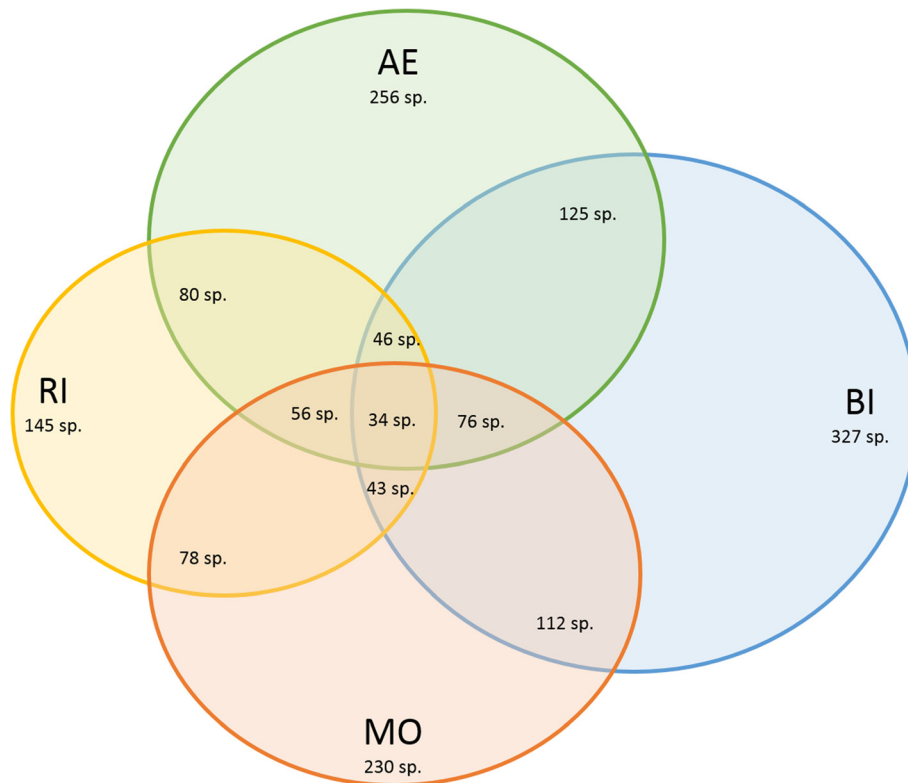 AE
256 sp.
125 sp.
80 sp.
46 sp.
RI
145 sp.
56 sp.
34 sp.
76 sp.
BI
327 sp.
43 sp.
78 sp.
112 sp.
MO
230 sp.